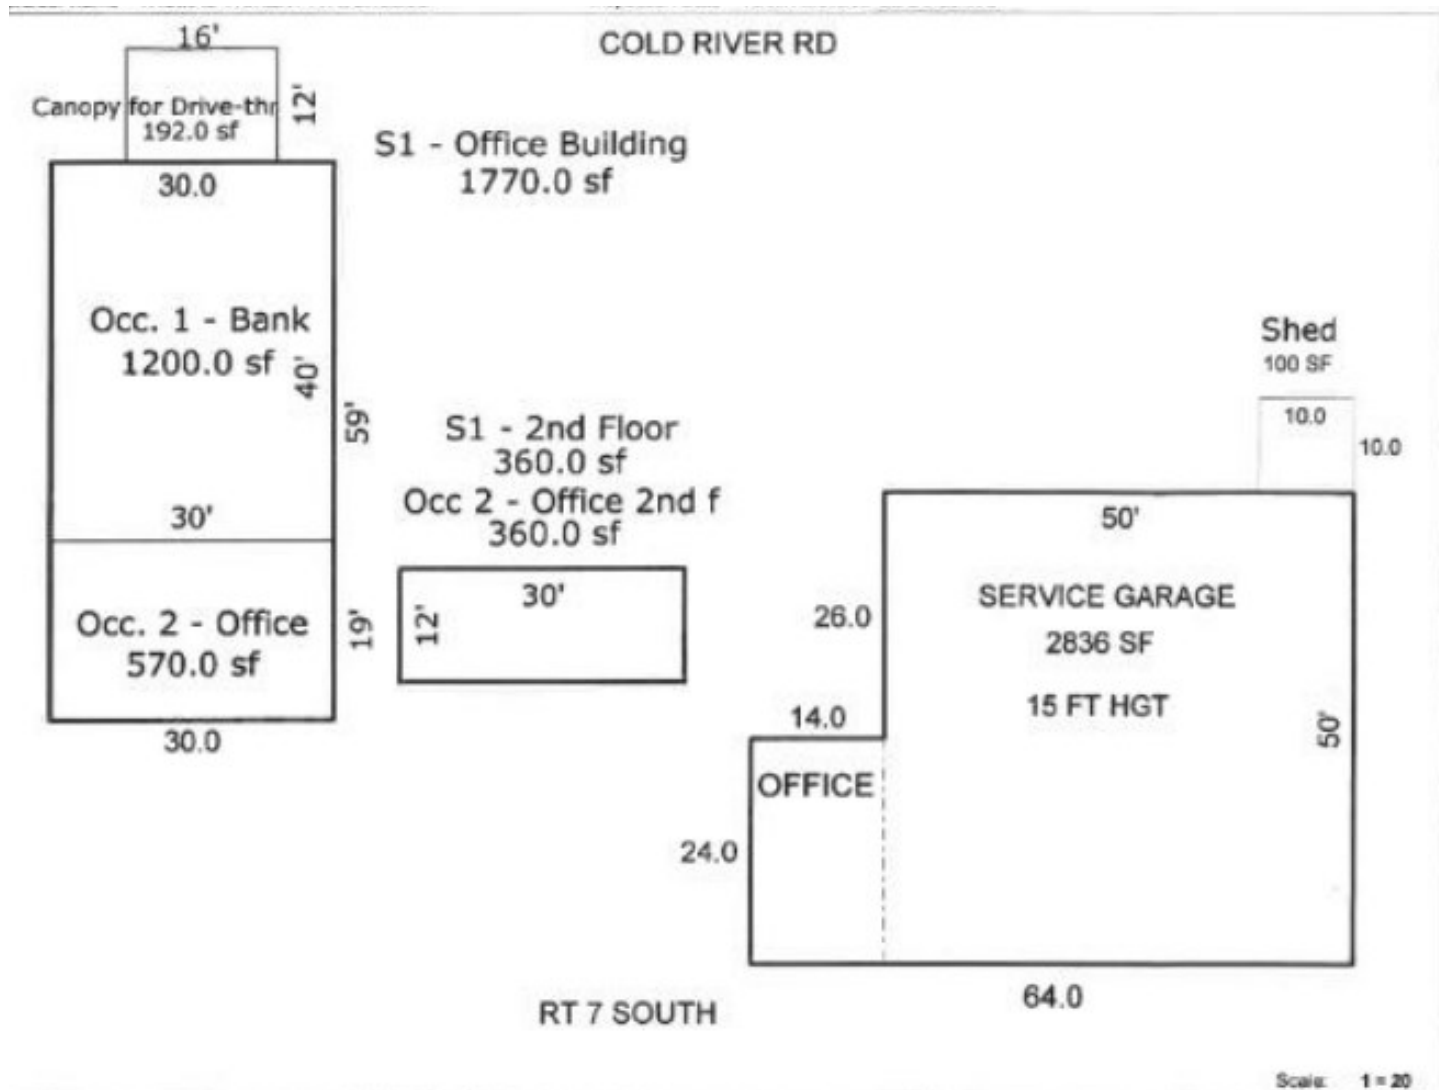 COLD RIVER RD
16'
Canopy for Drive-thr
192.0 sf
12'
S1 - Office Building
1770.0 sf
30.0
Occ. 1 - Bank
1200.0 sf
40'
59'
30'
Occ. 2 - Office
570.0 sf
19'
30.0
S1 - 2nd Floor
360.0 sf
Occ 2 - Office 2nd f
360.0 sf
30'
12'
Shed
100 SF
10.0
10.0
50'
SERVICE GARAGE
2836 SF
15 FT HGT
26.0
14.0
50'
OFFICE
24.0
64.0
RT 7 SOUTH
Scale: 1 = 20